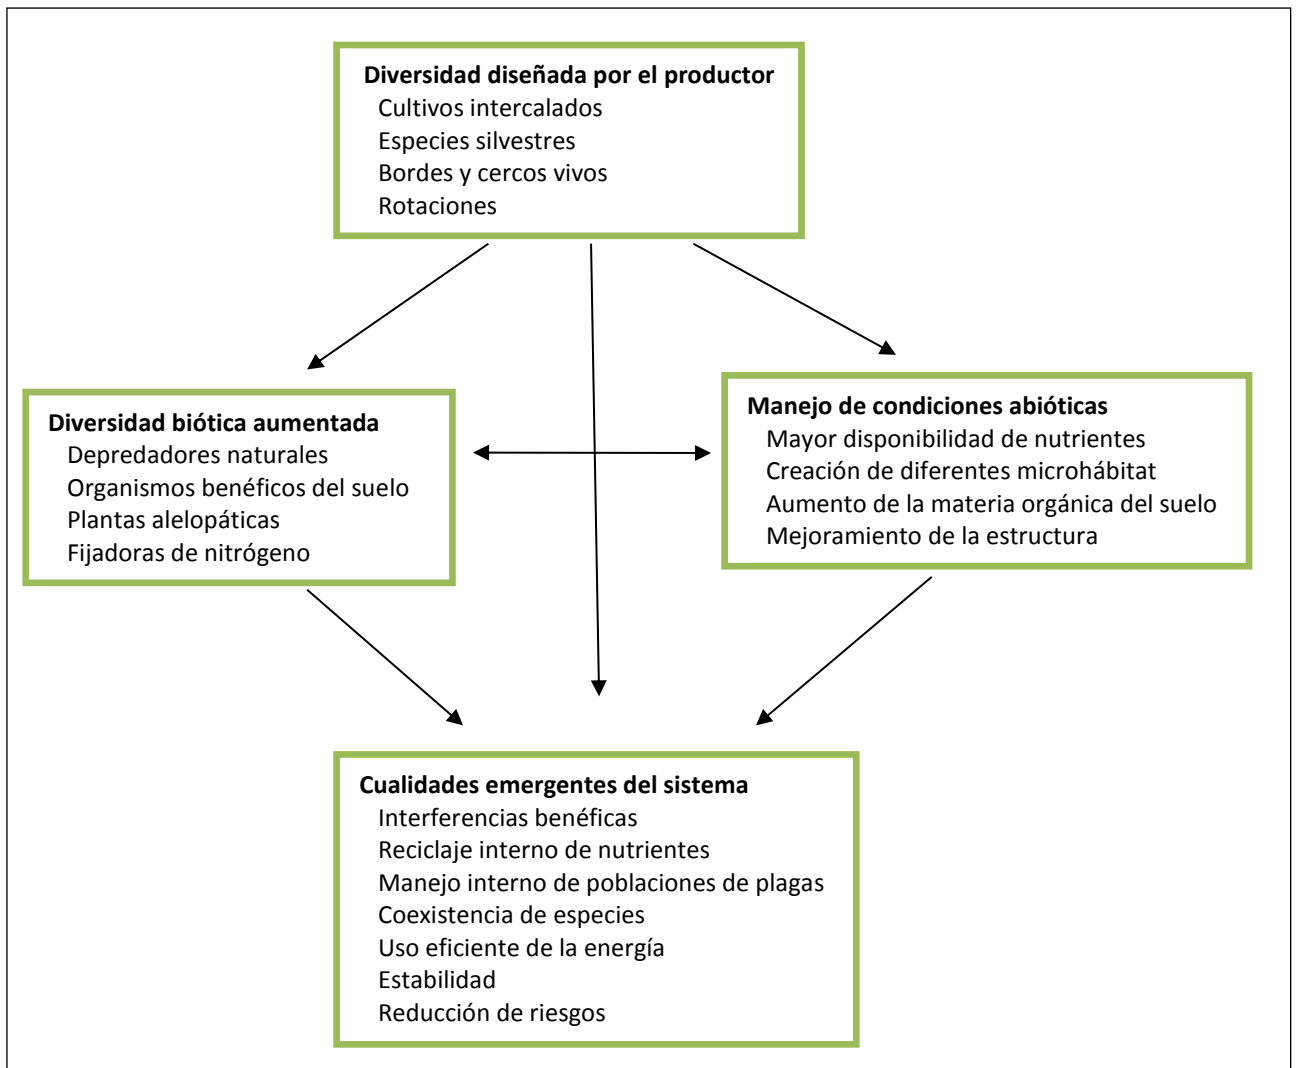 Diversidad diseñada por el productor
Cultivos intercalados
Especies silvestres
Bordes y cercos vivos
Rotaciones
Diversidad biótica aumentada
Depredadores naturales
Organismos benéficos del suelo
Plantas alelopáticas
Fijadoras de nitrógeno
Manejo de condiciones abióticas
Mayor disponibilidad de nutrientes
Creación de diferentes microhábitat
Aumento de la materia orgánica del suelo
Mejoramiento de la estructura
Cualidades emergentes del sistema
Interferencias benéficas
Reciclaje interno de nutrientes
Manejo interno de poblaciones de plagas
Coexistencia de especies
Uso eficiente de la energía
Estabilidad
Reducción de riesgos